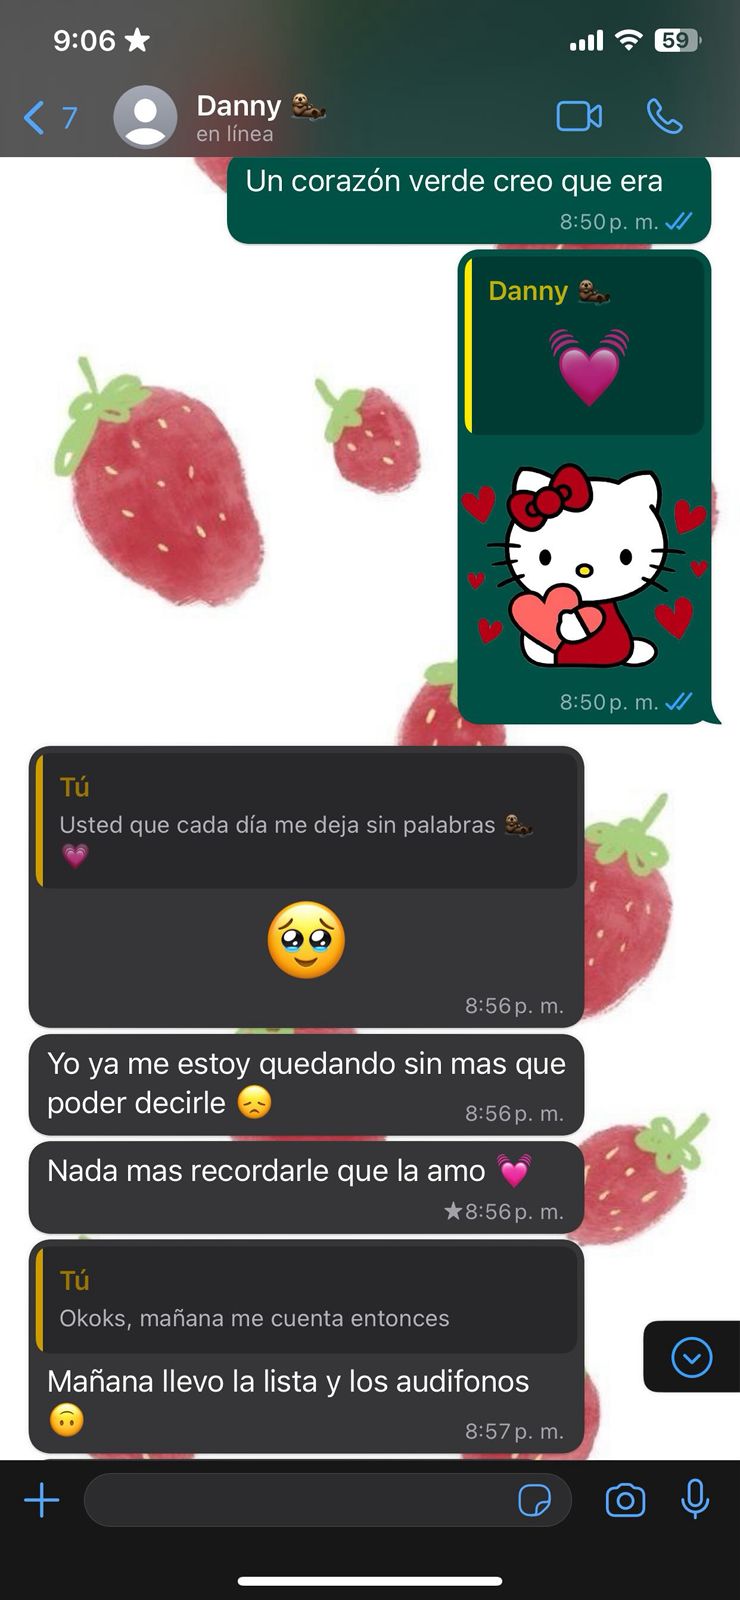 9:06
59
7
Danny 🦦
en línea
Un corazón verde creo que era
8:50 p. m.
Danny 🦦
💓
8:50 p. m.
Tú
Usted que cada día me deja sin palabras 🦦
💓
🥹
8:56 p. m.
Yo ya me estoy quedando sin mas que
poder decirle 😞
8:56 p. m.
Nada mas recordarle que la amo 💓
8:56 p. m.
Tú
Okoks, mañana me cuenta entonces
Mañana llevo la lista y los audifonos
🙃
8:57 p. m.